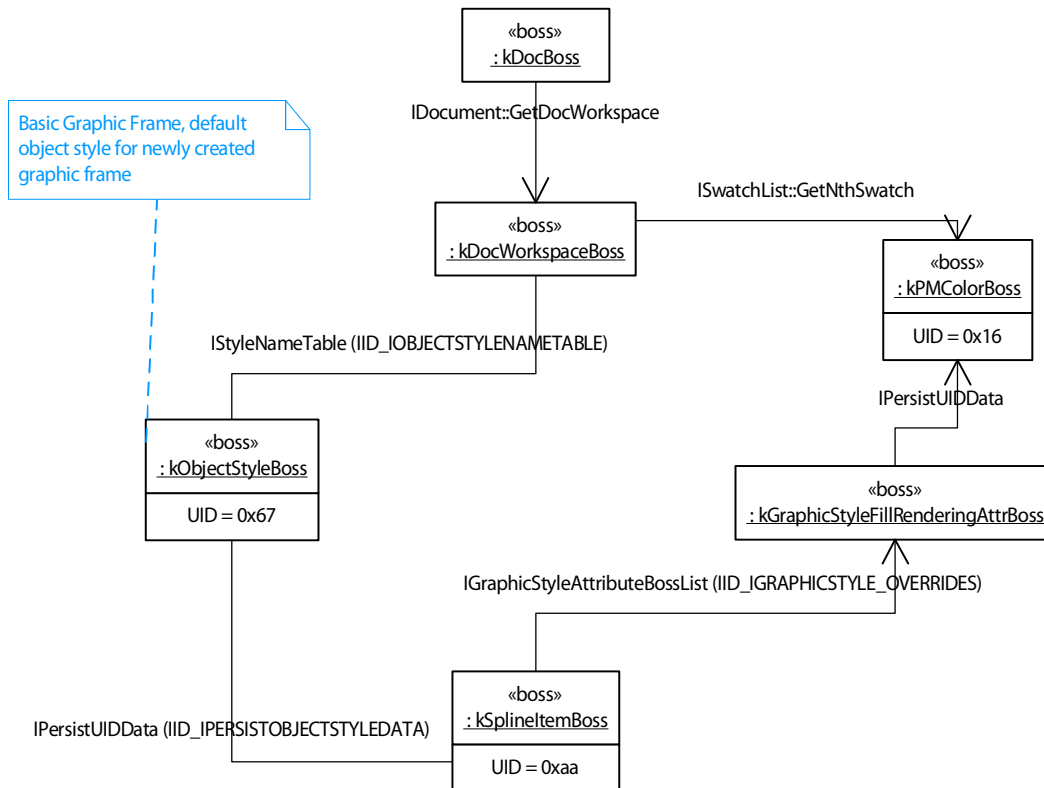 «boss»
: kDocBoss
IDocument::GetDocWorkspace
Basic Graphic Frame, default
object style for newly created
graphic frame
ISwatchList::GetNthSwatch
«boss»
: kDocWorkspaceBoss
«boss»
: kPMColorBoss
UID = 0x16
IStyleNameTable (IID_IOBJECTSTYLENAMETABLE)
IPersistUIDData
«boss»
: kObjectStyleBoss
UID = 0x67
«boss»
: kGraphicStyleFillRenderingAttrBoss
IGraphicStyleAttributeBossList (IID_IGRAPHICSTYLE_OVERRIDES)
«boss»
: kSplineItemBoss
UID = 0xaa
IPersistUIDData (IID_IPERSISTOBJECTSTYLEDATA)